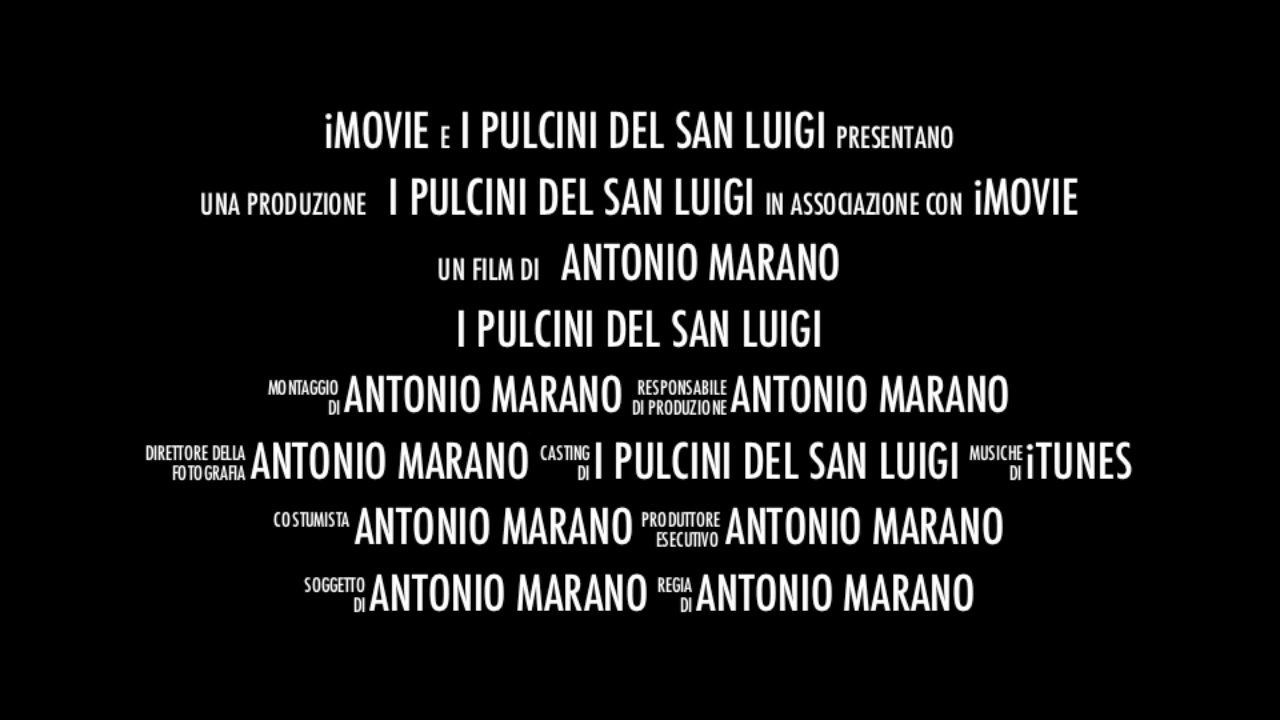 iMOVIE E I PULCINI DEL SAN LUIGI PRESENTANO
UNA PRODUZIONE I PULCINI DEL SAN LUIGI IN ASSOCIAZIONE CON iMOVIE
UN FILM DI ANTONIO MARANO
I PULCINI DEL SAN LUIGI
MONTAGGIO DI ANTONIO MARANO RESPONSABILE DI PRODUZIONE ANTONIO MARANO
DIRETTORE DELLA FOTOGRAFIA ANTONIO MARANO CASTING DI I PULCINI DEL SAN LUIGI MUSICHE DI iTUNES
COSTUMISTA ANTONIO MARANO PRODUTTORE ESECUTIVO ANTONIO MARANO
SOGGETTO DI ANTONIO MARANO REGIA DI ANTONIO MARANO